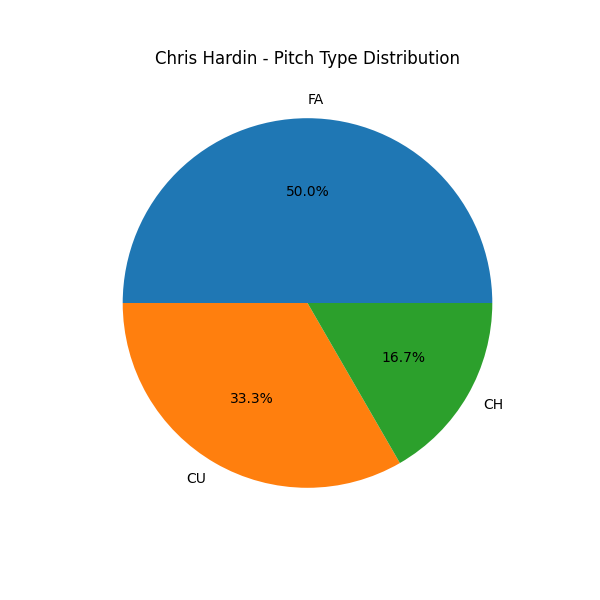 Chris Hardin - Pitch Type Distribution
FA
50.0%
16.7%
33.3%
CH
CU